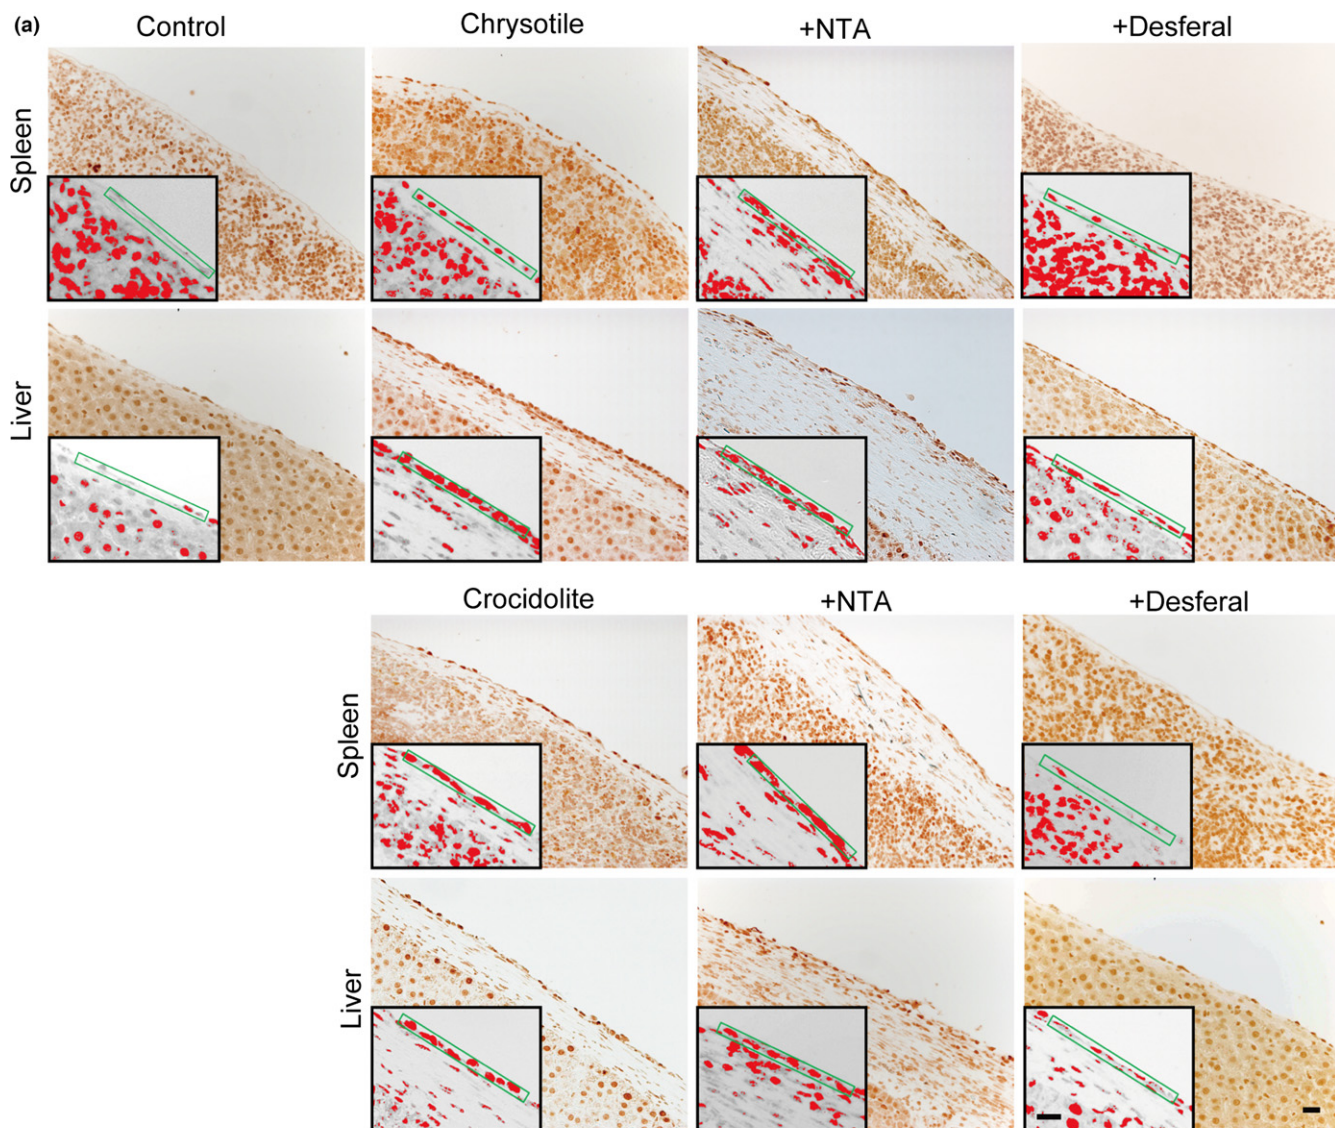 (a)
Control Chrysotile +NTA +Desferal
Spleen
Liver
Crocidolite +NTA +Desferal
Spleen
Liver